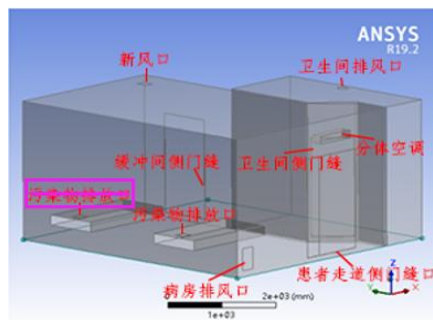 ANSYS
R19.2
新风口
卫生间排风口
缓冲间侧门缝
卫生间侧门缝
分体空调
污染物排放口
污染物排放口
病房排风口
患者走道侧门缝口
0
2e+03 (mm)
1e+03
Z
Y
X